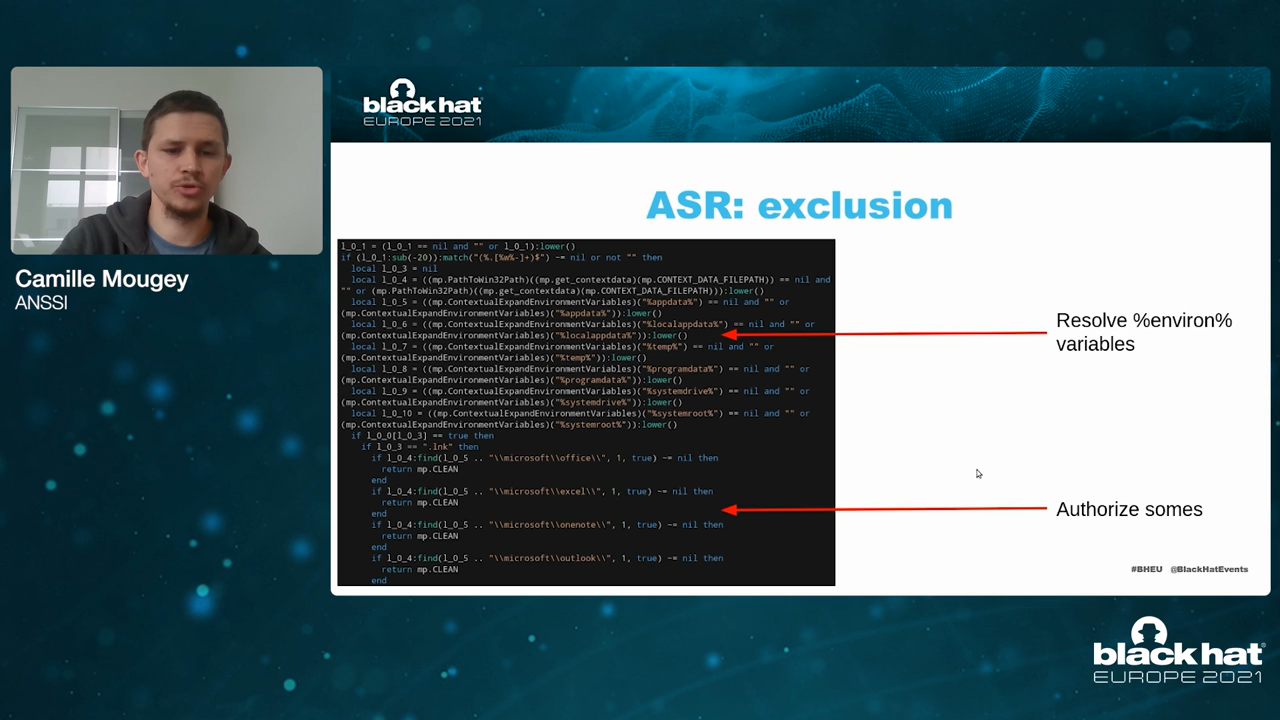 black hat
EUROPE 2021
Camille Mougey
ANSSI
ASR: exclusion
l_0_1 = (l_0_1 == nil and "" or l_0_1):lower()
if (l_0_1:sub(-20)):match("(%.[%w%-]+)$") ~= nil or not "" then
local l_0_3 = nil
local l_0_4 = ((mp.PathToWin32Path)((mp.get_contextdata)(mp.CONTEXT_DATA_FILEPATH)) == nil and
"" or (mp.PathToWin32Path)((mp.get_contextdata)(mp.CONTEXT_DATA_FILEPATH))):lower()
local l_0_5 = ((mp.ContextualExpandEnvironmentVariables)("%appdata%") == nil and "" or
(mp.ContextualExpandEnvironmentVariables)("%appdata%")):lower()
local l_0_6 = ((mp.ContextualExpandEnvironmentVariables)("%localappdata%") == nil and "" or
(mp.ContextualExpandEnvironmentVariables)("%localappdata%")):lower()
local l_0_7 = ((mp.ContextualExpandEnvironmentVariables)("%temp%") == nil and "" or
(mp.ContextualExpandEnvironmentVariables)("%temp%")):lower()
local l_0_8 = ((mp.ContextualExpandEnvironmentVariables)("%programdata%") == nil and "" or
(mp.ContextualExpandEnvironmentVariables)("%programdata%")):lower()
local l_0_9 = ((mp.ContextualExpandEnvironmentVariables)("%systemdrive%") == nil and "" or
(mp.ContextualExpandEnvironmentVariables)("%systemdrive%")):lower()
local l_0_10 = ((mp.ContextualExpandEnvironmentVariables)("%systemroot%") == nil and "" or
(mp.ContextualExpandEnvironmentVariables)("%systemroot%")):lower()
if l_0_0[l_0_3] == true then
if l_0_3 == ".lnk" then
if l_0_4:find(l_0_5 .. "\\microsoft\\office\\", 1, true) ~= nil then
return mp.CLEAN
end
if l_0_4:find(l_0_5 .. "\\microsoft\\excel\\", 1, true) ~= nil then
return mp.CLEAN
end
if l_0_4:find(l_0_5 .. "\\microsoft\\onenote\\", 1, true) ~= nil then
return mp.CLEAN
end
if l_0_4:find(l_0_5 .. "\\microsoft\\outlook\\", 1, true) ~= nil then
return mp.CLEAN
end
Resolve %environ%
variables
Authorize somes
#BHEU @BlackHatEvents
black hat
EUROPE 2021